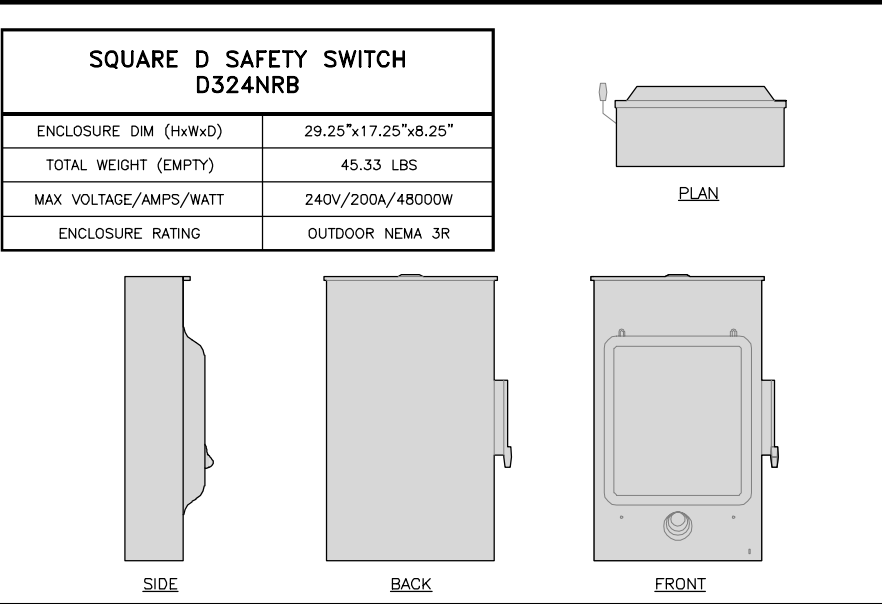 SQUARE D SAFETY SWITCH
D324NRB
ENCLOSURE DIM (HxWxD) 29.25"x17.25"x8.25"
TOTAL WEIGHT (EMPTY) 45.33 LBS
MAX VOLTAGE/AMPS/WATT 240V/200A/48000W
ENCLOSURE RATING OUTDOOR NEMA 3R
PLAN
SIDE
BACK
FRONT